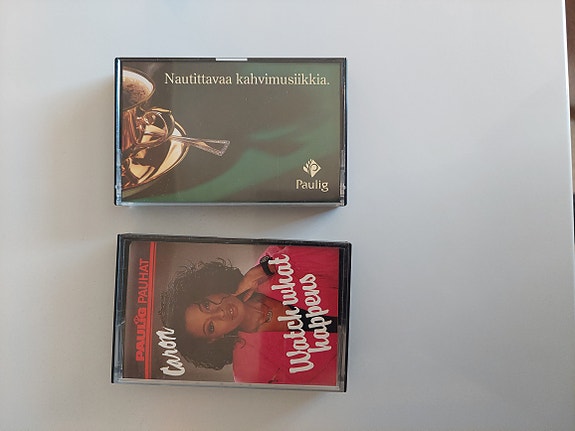 Nautittavaa kahvimusiikkia.
Paulig
PAULIG PAUHAT
Caron
Watch what
happens